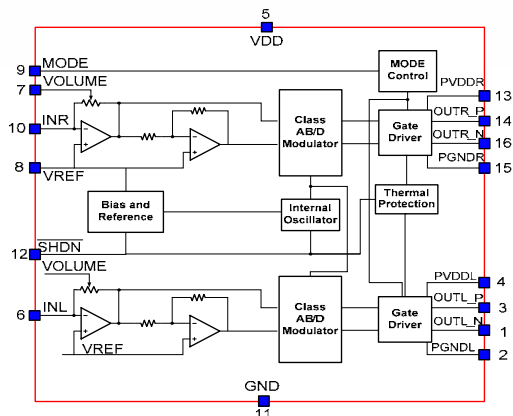 5
VDD
9 MODE
7 VOLUME
10 INR
8 VREF
MODE
Control
PVDDR
13
OUTR_P
14
OUTR_N
16
PGNDR
15
Class
AB/D
Modulator
Gate
Driver
Bias and
Reference
Internal
Oscillator
Thermal
Protection
12 SHDN
VOLUME
6 INL
VREF
Class
AB/D
Modulator
Gate
Driver
PVDDL
4
OUTL_P
3
OUTL_N
1
PGNDL
2
GND
11